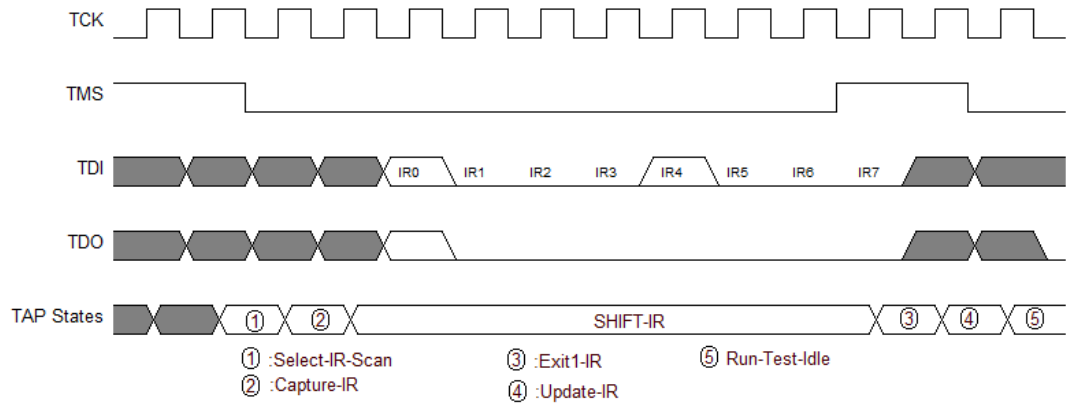 TCK
TMS
TDI IR0 IR1 IR2 IR3 IR4 IR5 IR6 IR7
TDO
TAP States ① ② SHIFT-IR ③ ④ ⑤
① :Select-IR-Scan ③ :Exit1-IR ⑤ Run-Test-Idle
② :Capture-IR ④ :Update-IR